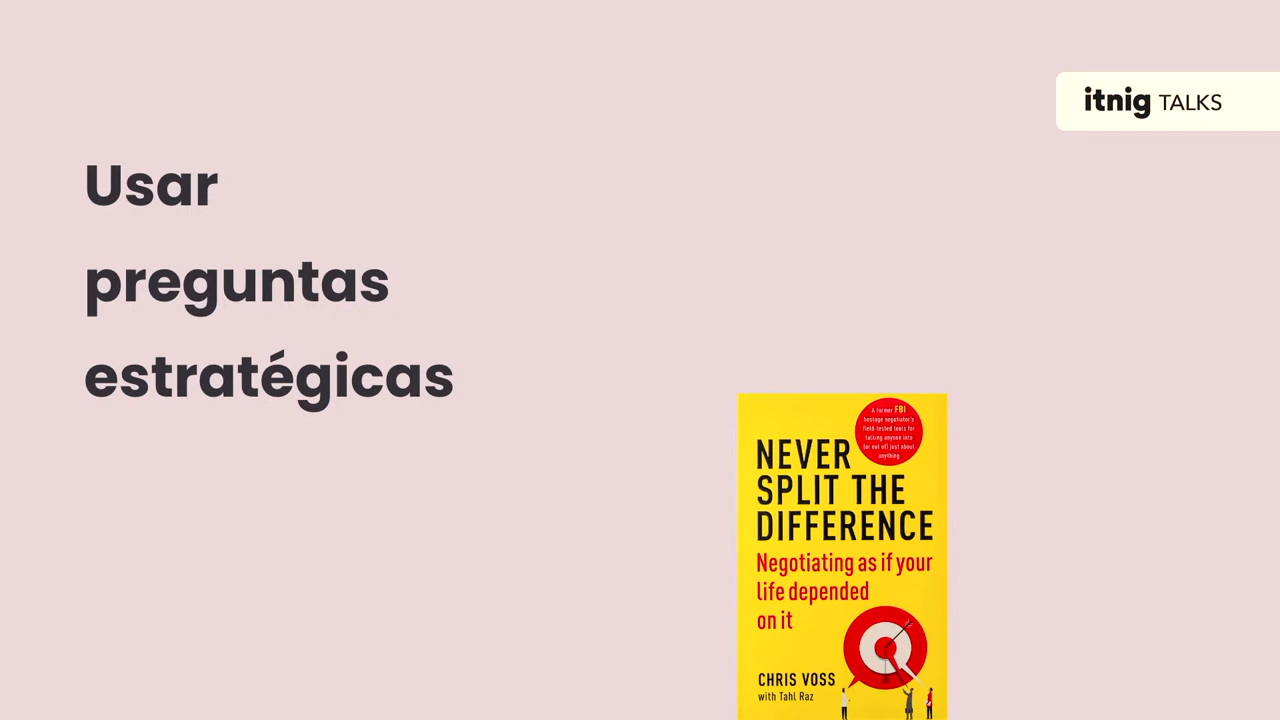 itnig TALKS
Usar
preguntas
estratégicas
A former FBI
hostage negotiator's
field-tested tools for
talking anyone into
(or out of) just about
anything
NEVER
SPLIT THE
DIFFERENCE
Negotiating as if your
life depended
on it
CHRIS VOSS
with Tahl Raz